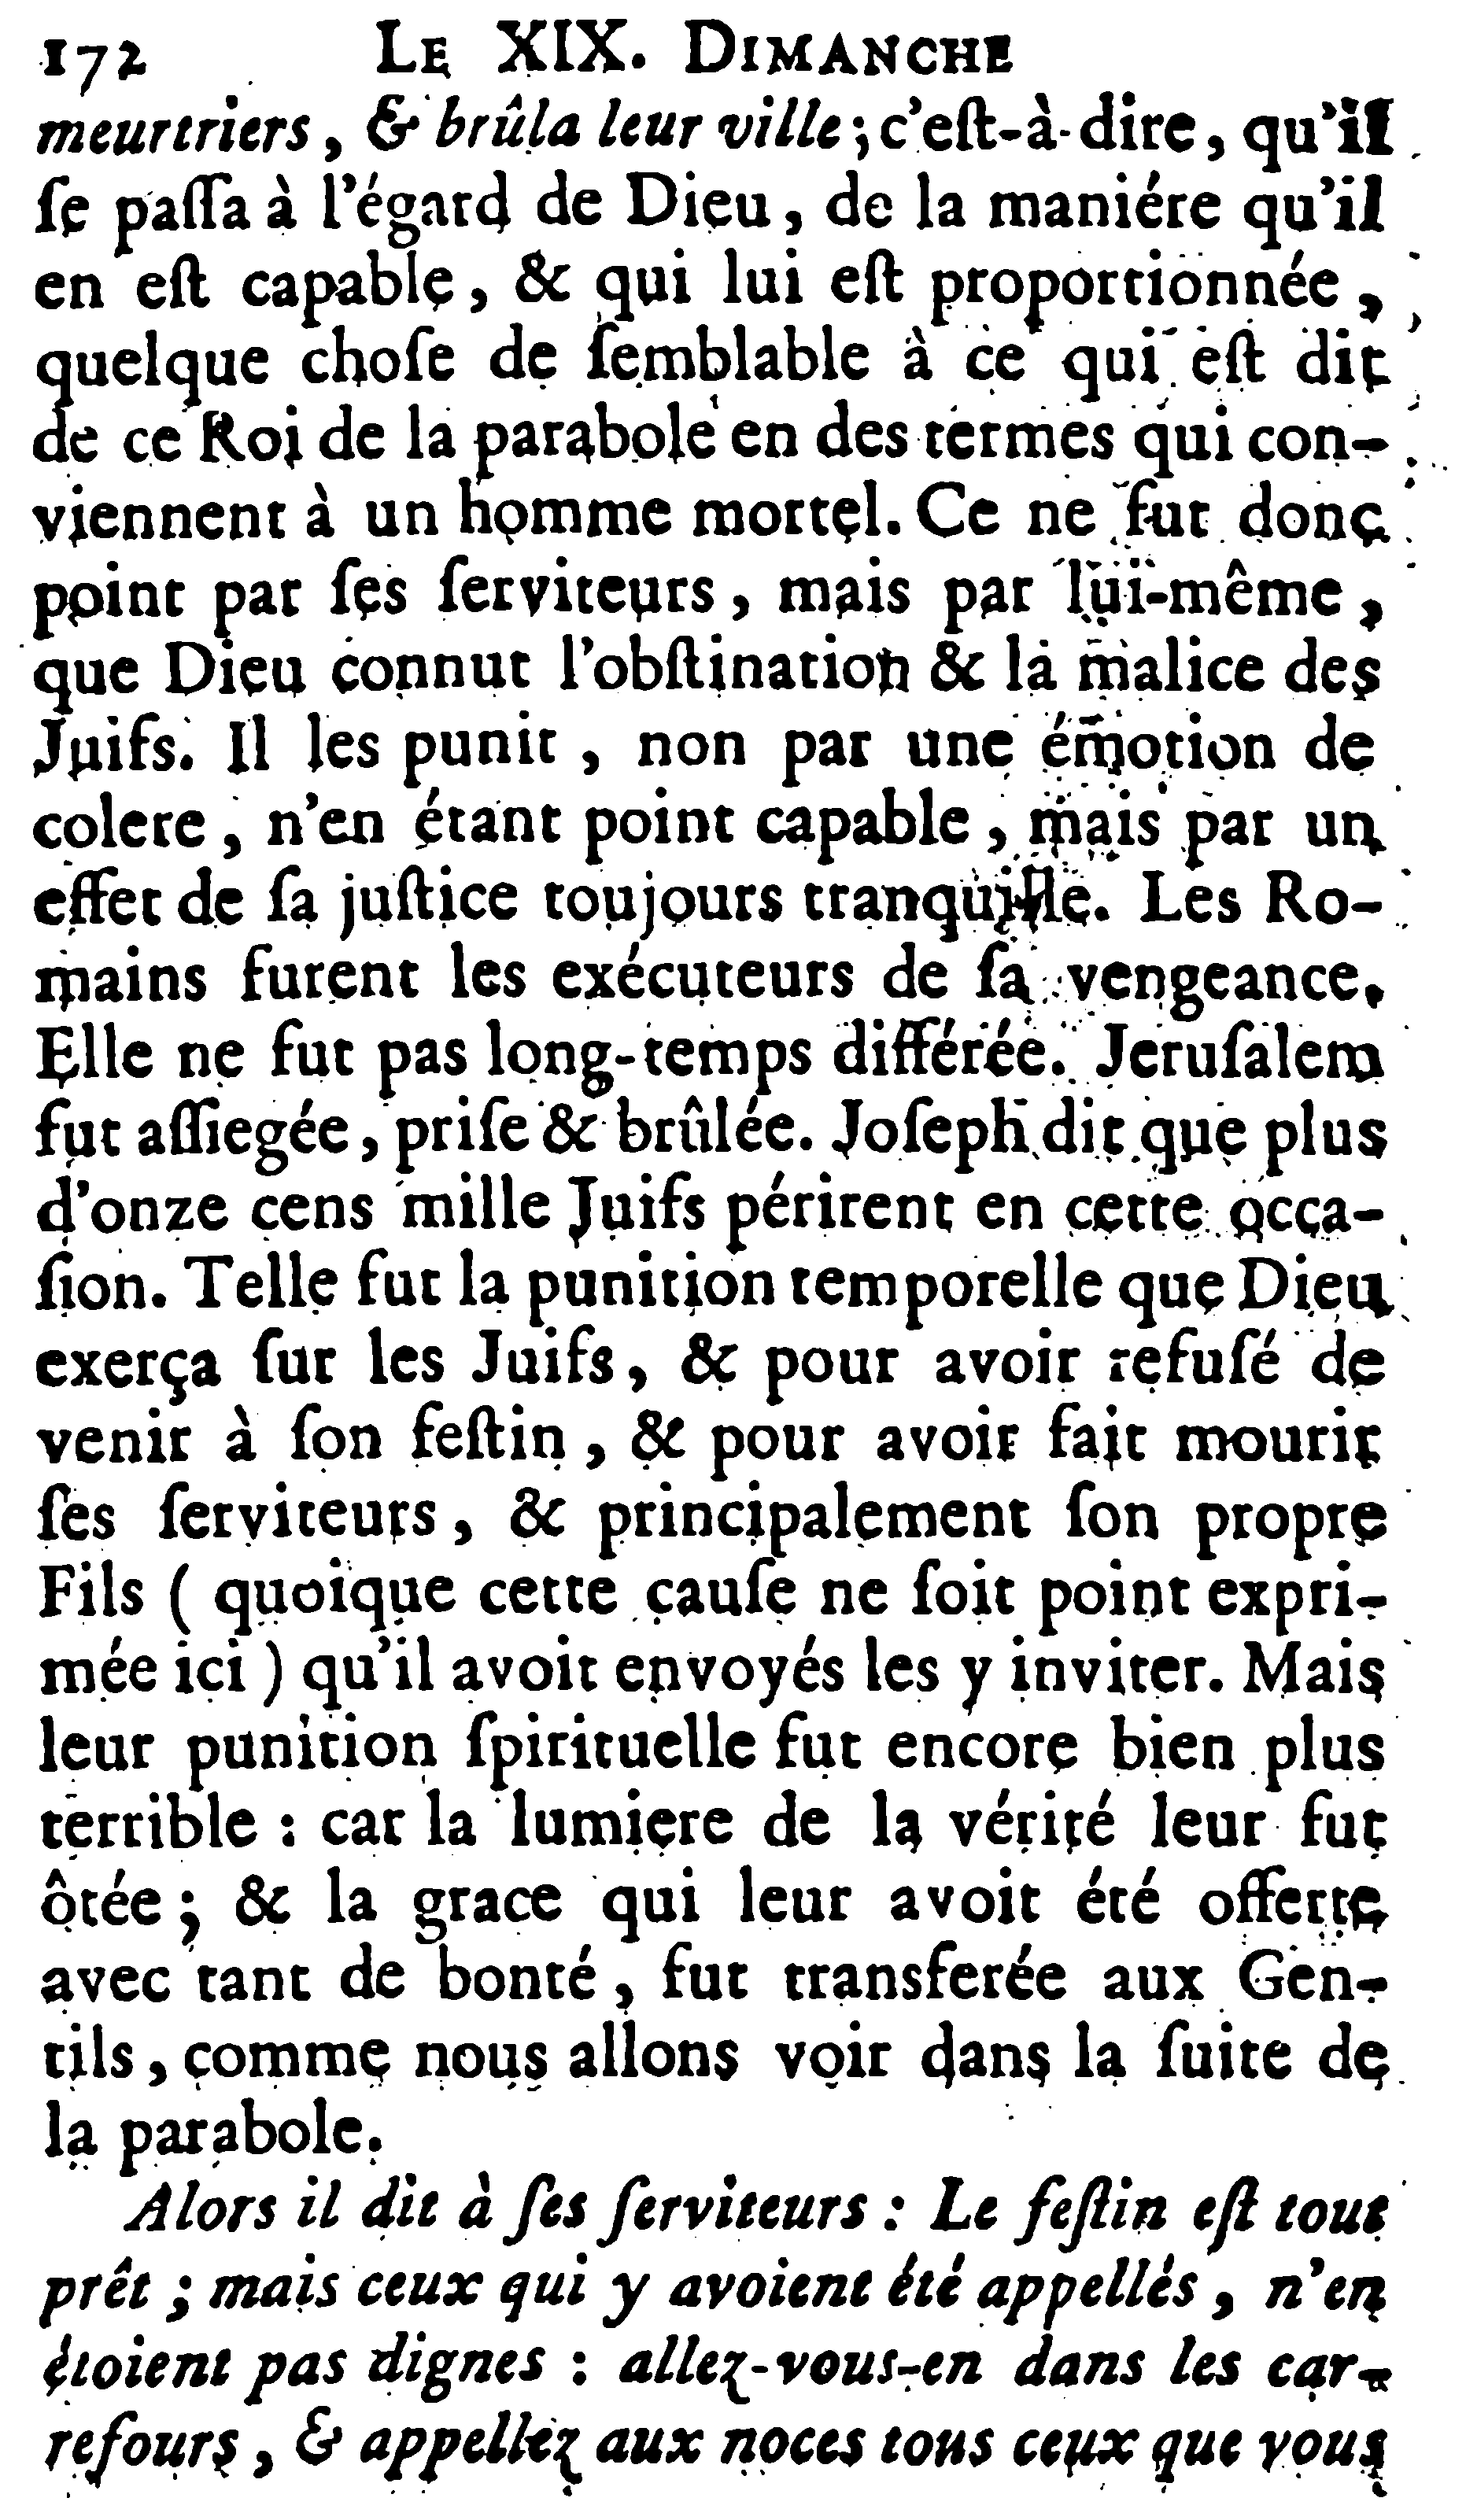 172 LE XIX. DIMANCHE
meurtriers, & brûla leur ville ; c'eſt-à-dire, qu'il
ſe paſſa à l'égard de Dieu, de la maniére qu'il
en eſt capable, & qui lui eſt proportionnée,
quelque choſe de ſemblable à ce qui eſt dit
de ce Roi de la parabole en des termes qui con-
viennent à un homme mortel. Ce ne fut donc
point par ſes ſerviteurs, mais par lui-même,
que Dieu connut l'obſtination & la malice des
Juifs. Il les punit, non par une émotion de
colere, n'en étant point capable, mais par un
effet de ſa juſtice toujours tranquille. Les Ro-
mains furent les exécuteurs de ſa vengeance.
Elle ne fut pas long-temps différée. Jeruſalem
fut aſſiegée, priſe & brûlée. Joſeph dit que plus
d'onze cens mille Juifs périrent en cette occa-
ſion. Telle fut la punition temporelle que Dieu
exerça ſur les Juifs, & pour avoir refuſé de
venir à ſon feſtin, & pour avoir fait mourir
ſes ſerviteurs, & principalement ſon propre
Fils ( quoique cette cauſe ne ſoit point expri-
mée ici ) qu'il avoit envoyés les y inviter. Mais
leur punition ſpirituelle fut encore bien plus
terrible : car la lumiere de la vérité leur fut
ôtée ; & la grace qui leur avoit été offerte
avec tant de bonté, fut transferée aux Gen-
tils, comme nous allons voir dans la ſuite de
la parabole.
Alors il dit à ſes ſerviteurs : Le feſtin eſt tout
prêt ; mais ceux qui y avoient été appellés, n'en
étoient pas dignes : allez-vous-en dans les car-
refours, & appellez aux noces tous ceux que vous